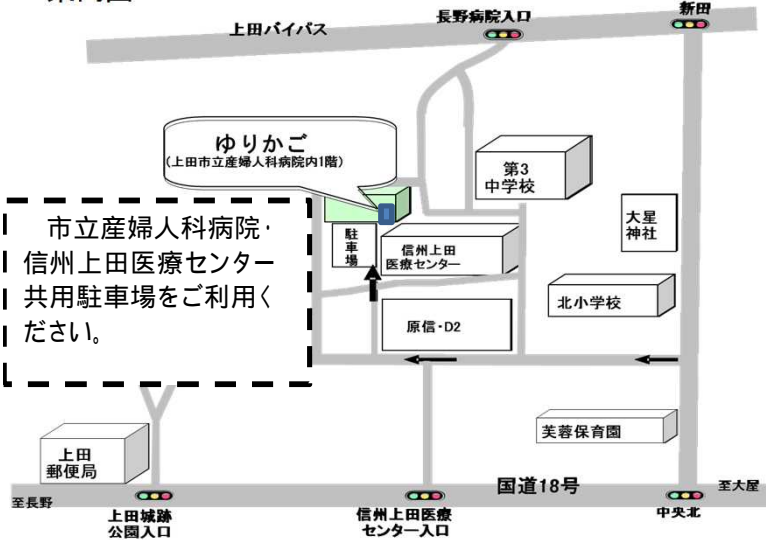 案内図
上田バイパス
長野病院入口
新田
ゆりかご
(上田市立産婦人科病院内1階)
第3
中学校
大星
神社
市立産婦人科病院・
信州上田医療センター
共用駐車場をご利用く
ださい。
駐
車
場
信州上田
医療センター
北小学校
原信・D2
芙蓉保育園
上田
郵便局
国道18号
至長野
至大屋
上田城跡
公園入口
信州上田医療
センター入口
中央北